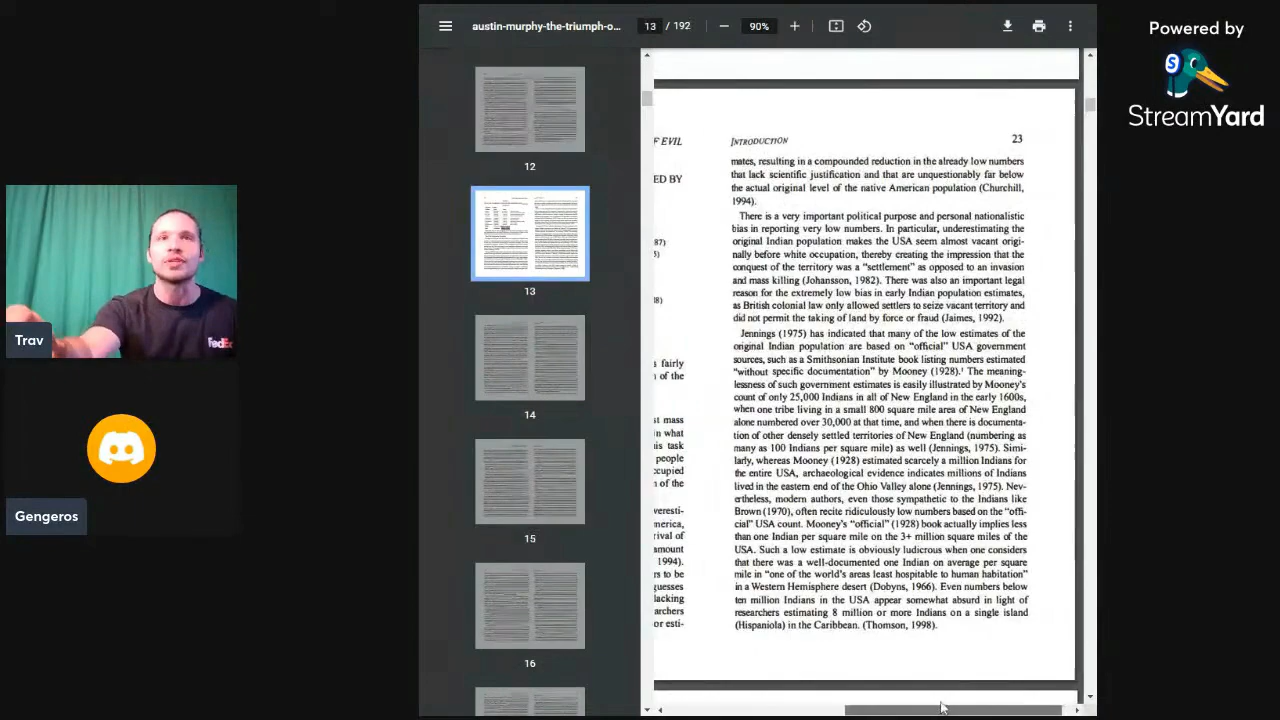 austin-murphy-the-triumph-o...
13 / 192
90%
Powered by
StreamYard
Trav
FedEx
Gengeros
12
13
14
15
16
F EVIL
ED BY
87)
5)
88)
s fairly
) of the
st mass
n what
is task
people
ccupied
n of the
veresti-
merica,
rival of
amount
1994).
rs to be
uesses
lacking
archers
or esti-
INTRODUCTION
23
mates, resulting in a compounded reduction in the already low numbers
that lack scientific justification and that are unquestionably far below
the actual original level of the native American population (Churchill,
1994).
There is a very important political purpose and personal nationalistic
bias in reporting very low numbers. In particular, underestimating the
original Indian population makes the USA seem almost vacant origi-
nally before white occupation, thereby creating the impression that the
conquest of the territory was a "settlement" as opposed to an invasion
and mass killing (Johansson, 1982). There was also an important legal
reason for the extremely low bias in early Indian population estimates,
as British colonial law only allowed settlers to seize vacant territory and
did not permit the taking of land by force or fraud (Jaimes, 1992).
Jennings (1975) has indicated that many of the low estimates of the
original Indian population are based on "official" USA government
sources, such as a Smithsonian Institute book listing numbers estimated
"without specific documentation" by Mooney (1928).¹ The meaning-
lessness of such government estimates is easily illustrated by Mooney's
count of only 25,000 Indians in all of New England in the early 1600s,
when one tribe living in a small 800 square mile area of New England
alone numbered over 30,000 at that time, and when there is documenta-
tion of other densely settled territories of New England (numbering as
many as 100 Indians per square mile) as well (Jennings, 1975). Simi-
larly, whereas Mooney (1928) estimated scarcely a million Indians for
the entire USA, archaeological evidence indicates millions of Indians
lived in the eastern end of the Ohio Valley alone (Jennings, 1975). Nev-
ertheless, modern authors, even those sympathetic to the Indians like
Brown (1970), often recite ridiculously low numbers based on the "offi-
cial" USA count. Mooney's "official" (1928) book actually implies less
than one Indian per square mile on the 3+ million square miles of the
USA. Such a low estimate is obviously ludicrous when one considers
that there was a well-documented one Indian on average per square
mile in "one of the world's areas least hospitable to human habitation"
in a Western Hemisphere desert (Dobyns, 1966). Even numbers below
ten million Indians in the USA appear somewhat absurd in light of
researchers estimating 8 million or more Indians on a single island
(Hispaniola) in the Caribbean. (Thomson, 1998).